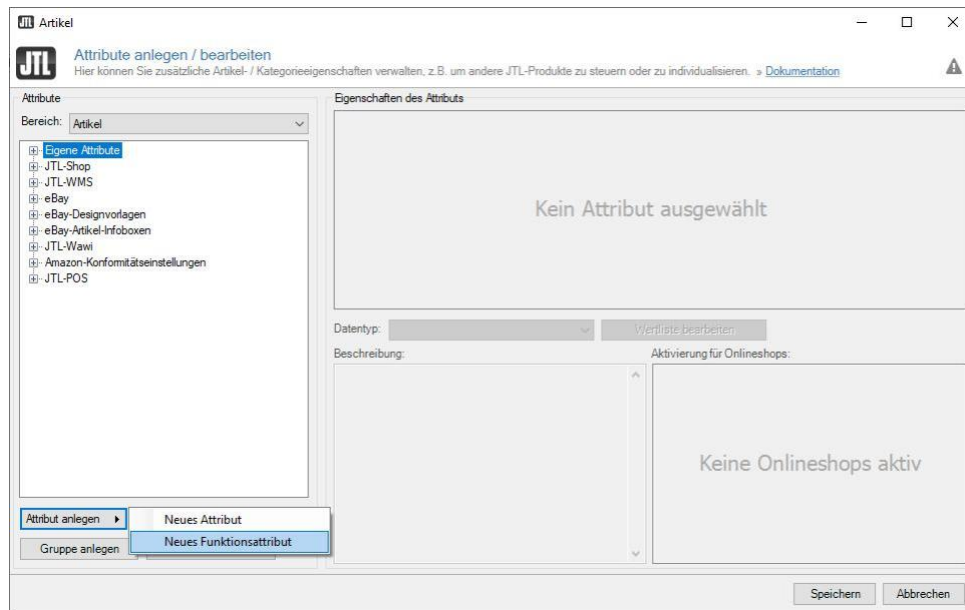 JTL Artikel
JTL
Attribute anlegen / bearbeiten
Hier können Sie zusätzliche Artikel- / Kategorieeigenschaften verwalten, z.B. um andere JTL-Produkte zu steuern oder zu individualisieren. » Dokumentation
Attribute
Bereich: Artikel
Eigene Attribute
JTL-Shop
JTL-WMS
eBay
eBay-Designvorlagen
eBay-Artikel-Infoboxen
JTL-Wawi
Amazon-Konformitätseinstellungen
JTL-POS
Attribut anlegen
Neues Attribut
Neues Funktionsattribut
Gruppe anlegen
Eigenschaften des Attributs
Kein Attribut ausgewählt
Datentyp:
Wertliste bearbeiten
Beschreibung:
Aktivierung für Onlineshops:
Keine Onlineshops aktiv
Speichern
Abbrechen